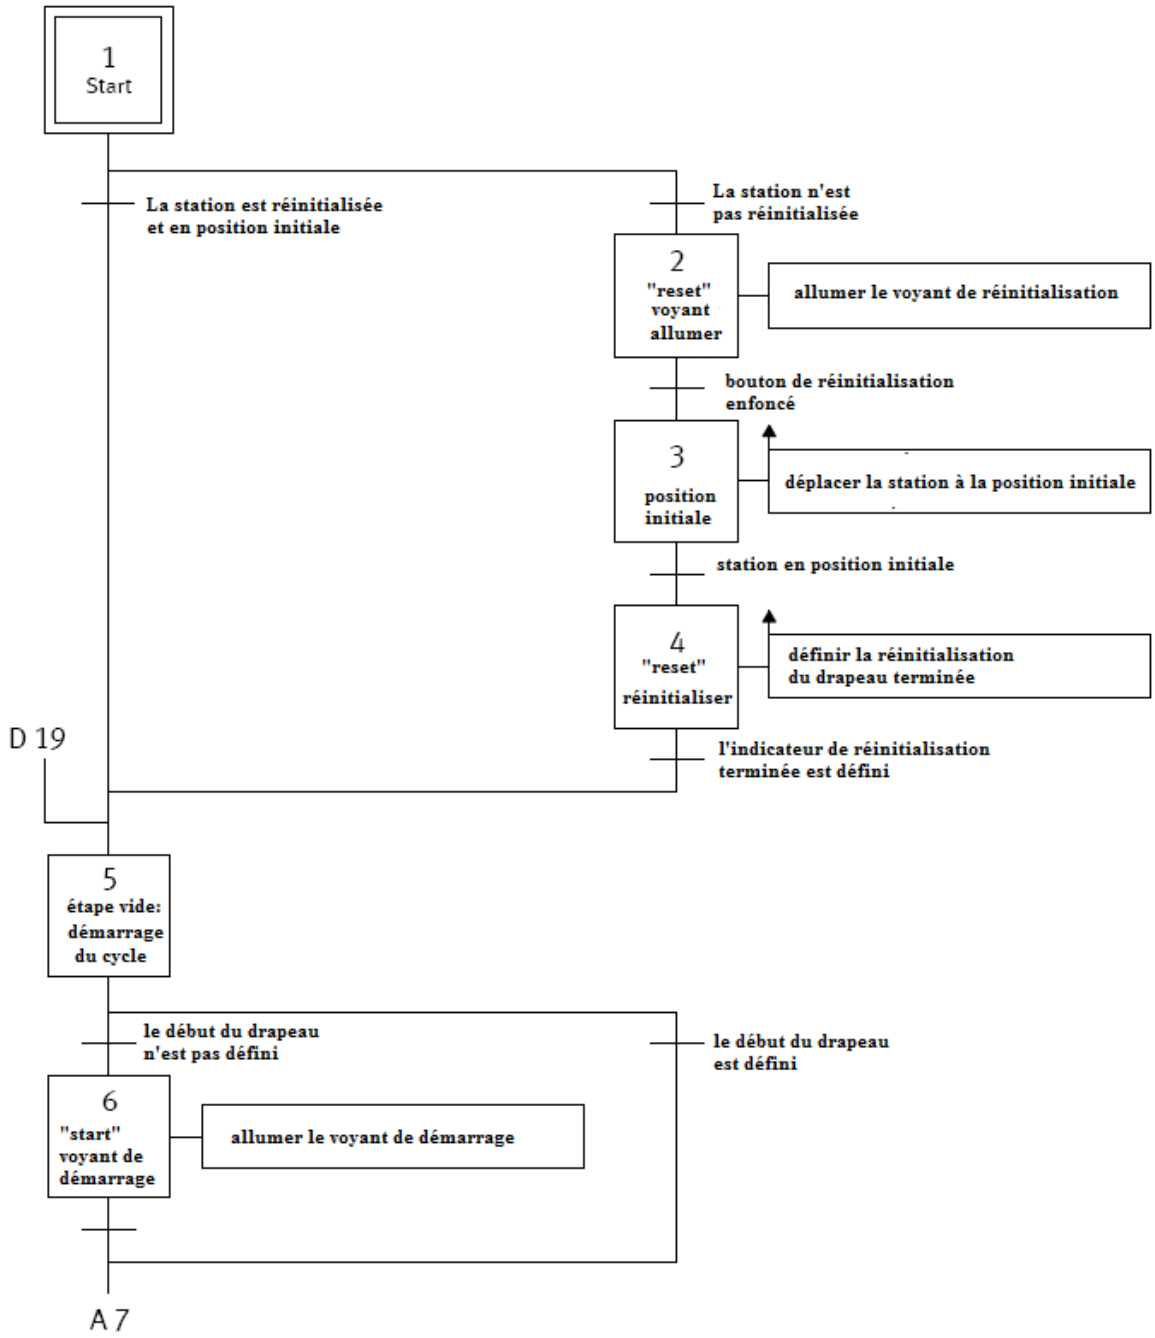 1
Start
La station est réinitialisée
et en position initiale
La station n'est
pas réinitialisée
2
"reset"
voyant
allumer
allumer le voyant de réinitialisation
bouton de réinitialisation
enfoncé
3
position
initiale
déplacer la station à la position initiale
station en position initiale
4
"reset"
réinitialiser
définir la réinitialisation
du drapeau terminée
l'indicateur de réinitialisation
terminée est défini
D 19
5
étape vide:
démarrage
du cycle
le début du drapeau
n'est pas défini
le début du drapeau
est défini
6
"start"
voyant de
démarrage
allumer le voyant de démarrage
A 7